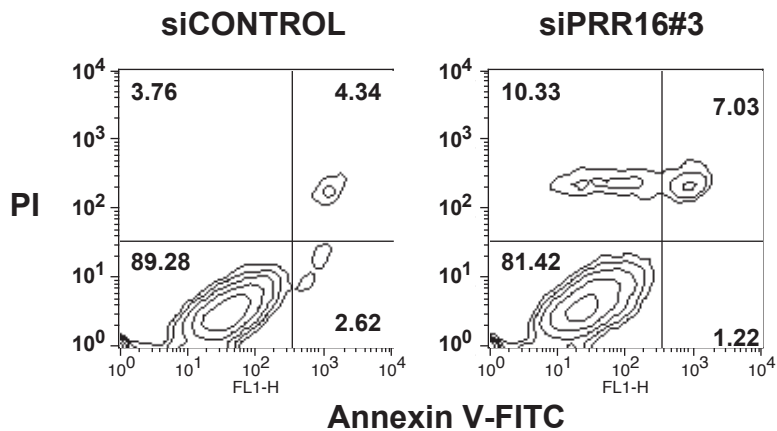 siCONTROL siPRR16#3
10⁴ 3.76 4.34 10⁴ 10.33 7.03
10³ 10³
PI 10² 10²
89.28 81.42
10¹ 10¹
2.62 1.22
10⁰ 10⁰
10⁰ 10¹ 10² 10³ 10⁴ 10⁰ 10¹ 10² 10³ 10⁴
FL1-H FL1-H
Annexin V-FITC